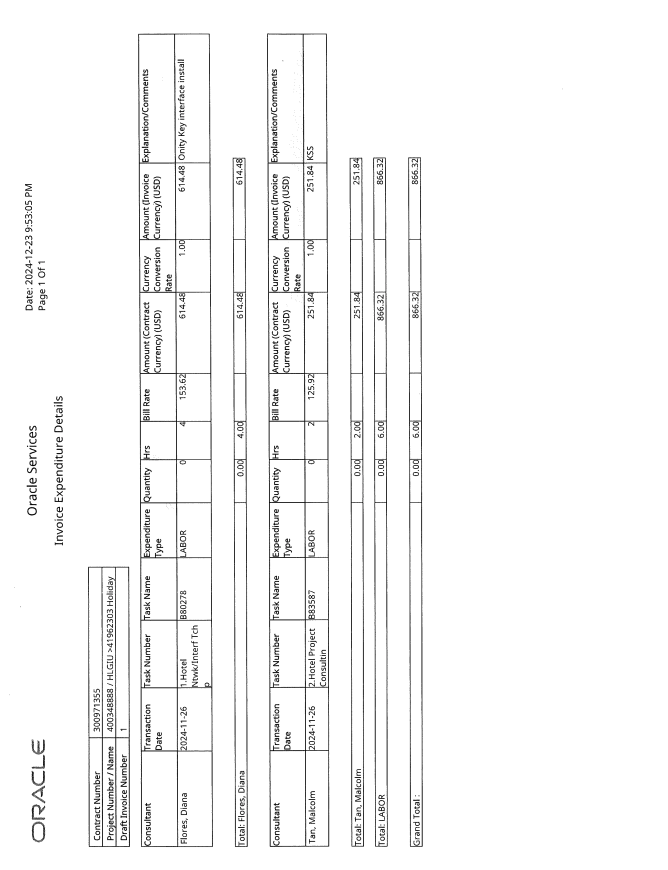 ORACLE
Oracle Services
Date: 2024-12-23 9:53:05 PM
Page 1 Of 1
Invoice Expenditure Details
Contract Number 300971355
Project Number / Name 400348888 / HLGIU >41962303 Holiday
Draft Invoice Number 1
Consultant Transaction Date Task Number Task Name Expenditure Type Quantity Hrs Bill Rate Amount (Contract Currency) (USD) Currency Conversion Rate Amount (Invoice Currency) (USD) Explanation/Comments
Flores, Diana 2024-11-26 1.Hotel Ntwk/Interf Tch p B80278 LABOR 0 4 153.62 614.48 1.00 614.48 Onity Key interface install
Total: Flores, Diana 0.00 4.00 614.48 614.48
Consultant Transaction Date Task Number Task Name Expenditure Type Quantity Hrs Bill Rate Amount (Contract Currency) (USD) Currency Conversion Rate Amount (Invoice Currency) (USD) Explanation/Comments
Tan, Malcolm 2024-11-26 2.Hotel Project Consultin B83587 LABOR 0 2 125.92 251.84 1.00 251.84 KSS
Total: Tan, Malcolm 0.00 2.00 251.84 251.84
Total: LABOR 0.00 6.00 866.32 866.32
Grand Total : 0.00 6.00 866.32 866.32